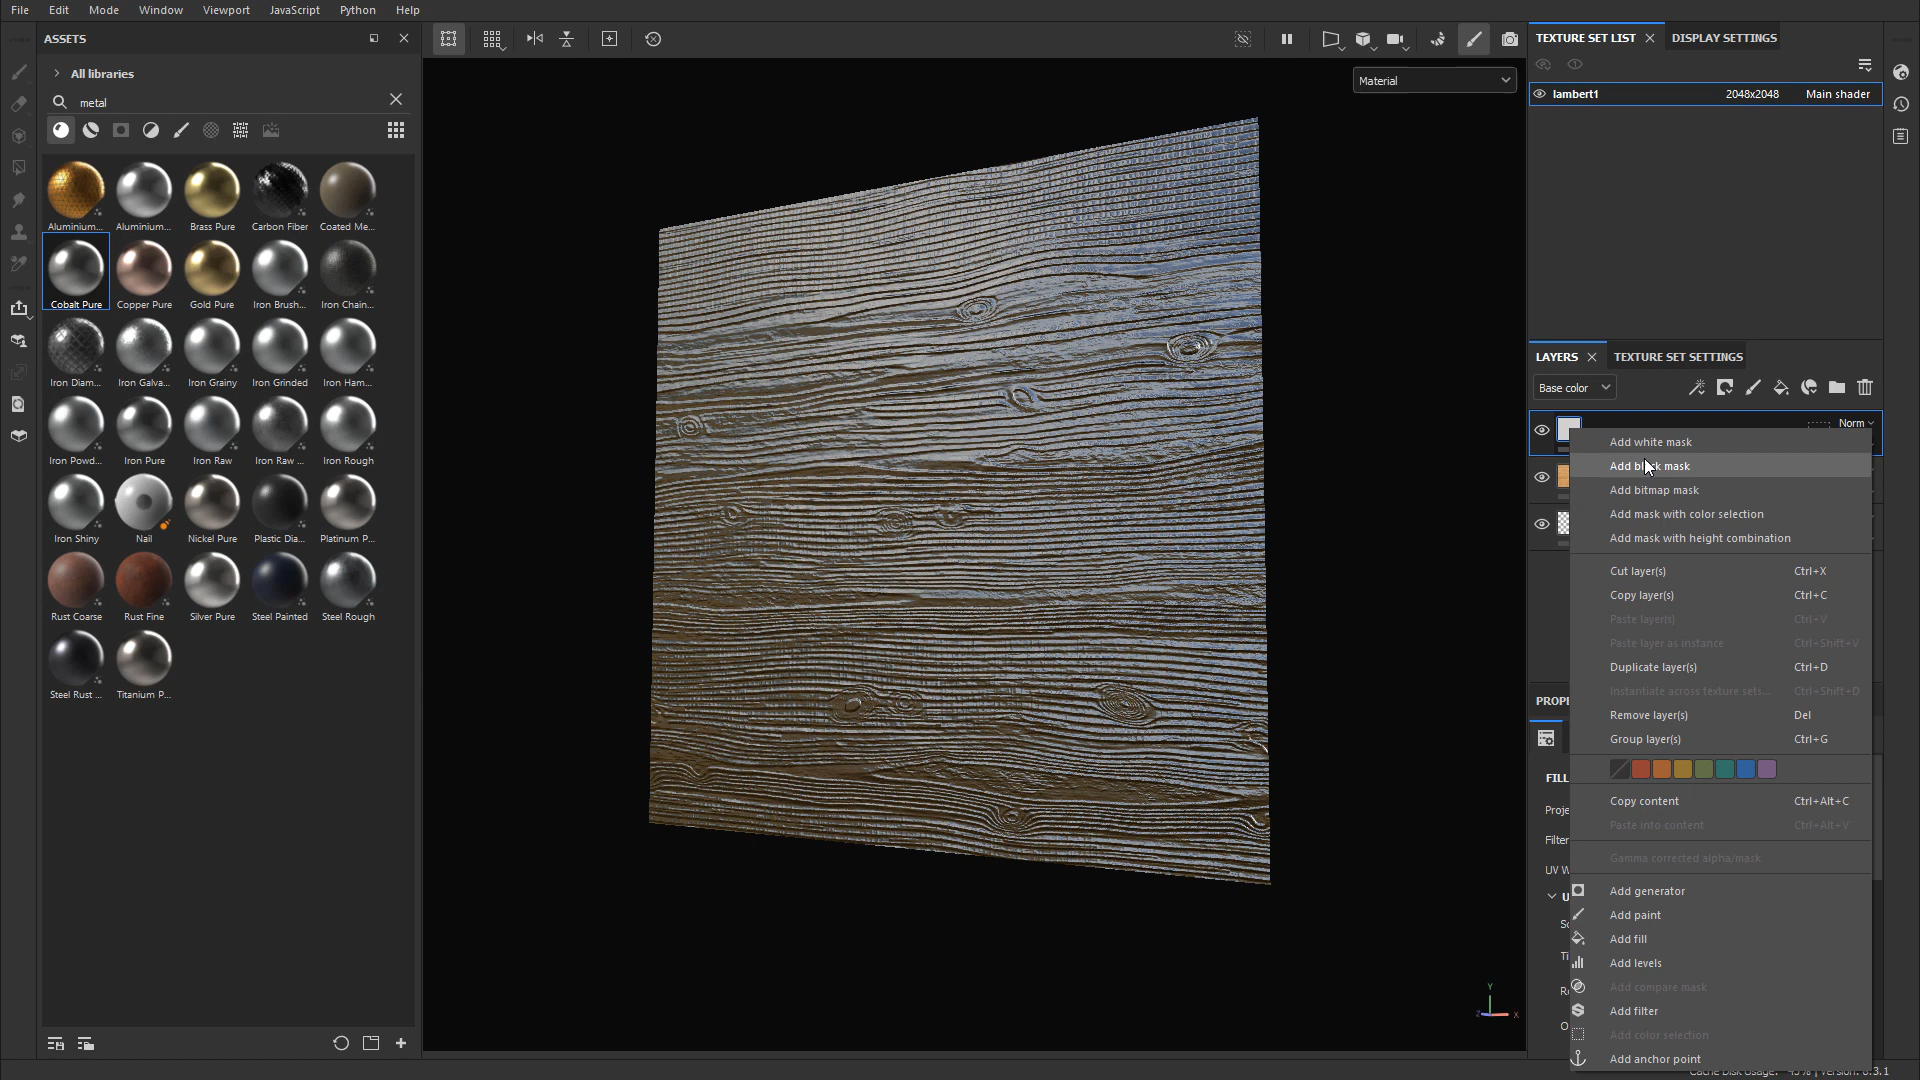 File Edit Mode Window Viewport JavaScript Python Help
ASSETS
All libraries
metal
Aluminium... Aluminium... Brass Pure Carbon Fiber Coated Me...
Cobalt Pure Copper Pure Gold Pure Iron Brush... Iron Chain...
Iron Diam... Iron Galva... Iron Grainy Iron Grinded Iron Ham...
Iron Powd... Iron Pure Iron Raw Iron Raw ... Iron Rough
Iron Shiny Nail Nickel Pure Plastic Dia... Platinum P...
Rust Coarse Rust Fine Silver Pure Steel Painted Steel Rough
Steel Rust ... Titanium P...
Material
Y
Z X
TEXTURE SET LIST DISPLAY SETTINGS
lambert1 2048x2048 Main shader
LAYERS TEXTURE SET SETTINGS
Base color
Norm
Add white mask
Add bl k mask
Add bitmap mask
Add mask with color selection
Add mask with height combination
Cut layer(s) Ctrl+X
Copy layer(s) Ctrl+C
Paste layer(s) Ctrl+V
Paste layer as instance Ctrl+Shift+V
Duplicate layer(s) Ctrl+D
Instantiate across texture sets... Ctrl+Shift+D
Remove layer(s) Del
Group layer(s) Ctrl+G
Copy content Ctrl+Alt+C
Paste into content Ctrl+Alt+V
Gamma corrected alpha/mask
Add generator
Add paint
Add fill
Add levels
Add compare mask
Add filter
Add color selection
Add anchor point
PROPE
FILL
Proje
Filter
UV W
U
Sc
Ti
R
O
Cache Disk Usage: